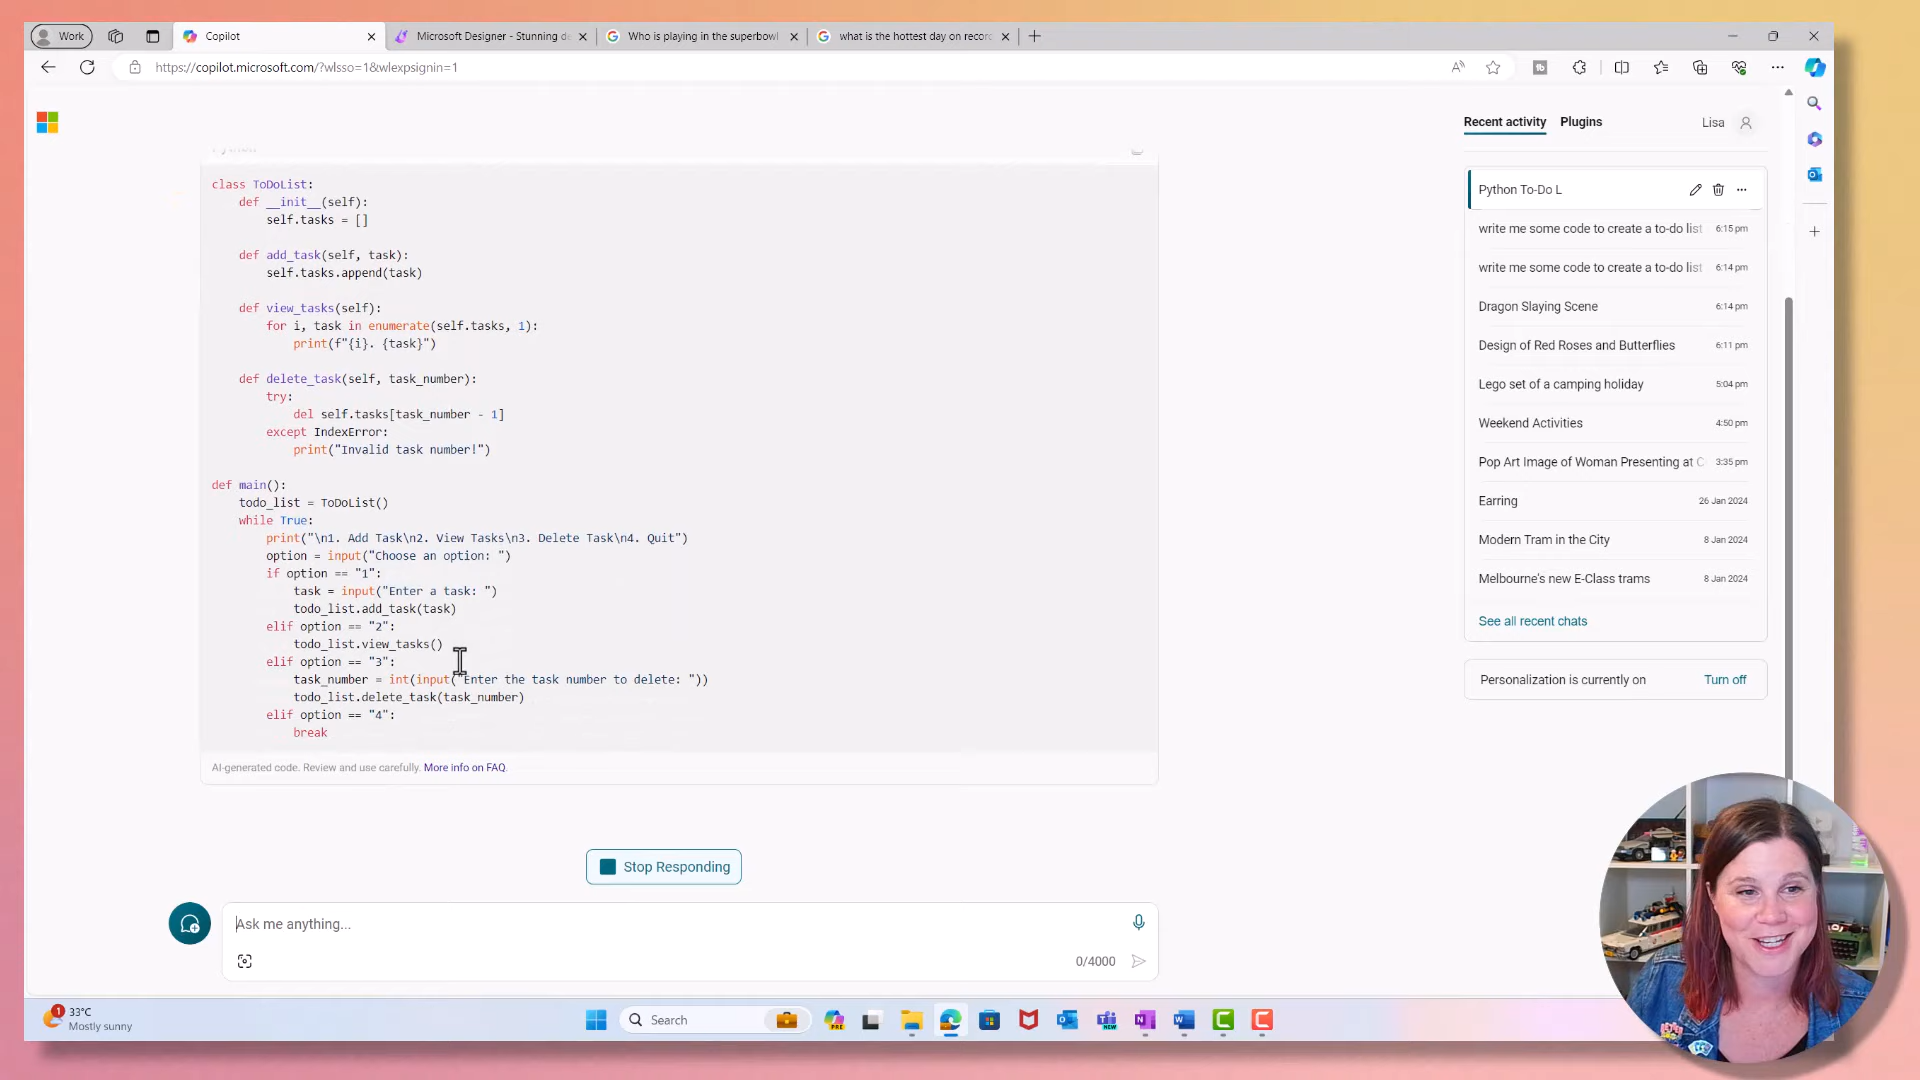 Work
Copilot
Microsoft Designer - Stunning de
Who is playing in the superbowl
what is the hottest day on record
https://copilot.microsoft.com/?wlsso=1&wlexpsignin=1
Recent activity
Plugins
Lisa
Python
class ToDoList:
def __init__(self):
self.tasks = []
def add_task(self, task):
self.tasks.append(task)
def view_tasks(self):
for i, task in enumerate(self.tasks, 1):
print(f"{i}. {task}")
def delete_task(self, task_number):
try:
del self.tasks[task_number - 1]
except IndexError:
print("Invalid task number!")
def main():
todo_list = ToDoList()
while True:
print("\n1. Add Task\n2. View Tasks\n3. Delete Task\n4. Quit")
option = input("Choose an option: ")
if option == "1":
task = input("Enter a task: ")
todo_list.add_task(task)
elif option == "2":
todo_list.view_tasks()
elif option == "3":
task_number = int(input("Enter the task number to delete: "))
todo_list.delete_task(task_number)
elif option == "4":
break
AI-generated code. Review and use carefully. More info on FAQ.
Stop Responding
Ask me anything...
0/4000
Python To-Do L
write me some code to create a to-do list 6:15 pm
write me some code to create a to-do list 6:14 pm
Dragon Slaying Scene 6:14 pm
Design of Red Roses and Butterflies 6:11 pm
Lego set of a camping holiday 5:04 pm
Weekend Activities 4:50 pm
Pop Art Image of Woman Presenting at C 3:35 pm
Earring 26 Jan 2024
Modern Tram in the City 8 Jan 2024
Melbourne's new E-Class trams 8 Jan 2024
See all recent chats
Personalization is currently on Turn off
1
33°C
Mostly sunny
Search
PRE
NEW